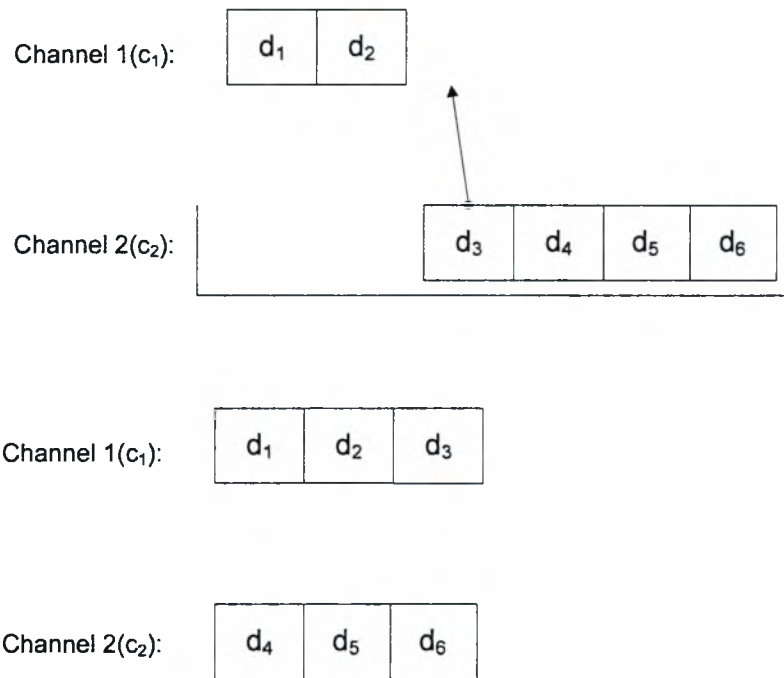 Channel 1(c₁): d₁ d₂
Channel 2(c₂): d₃ d₄ d₅ d₆
Channel 1(c₁): d₁ d₂ d₃
Channel 2(c₂): d₄ d₅ d₆